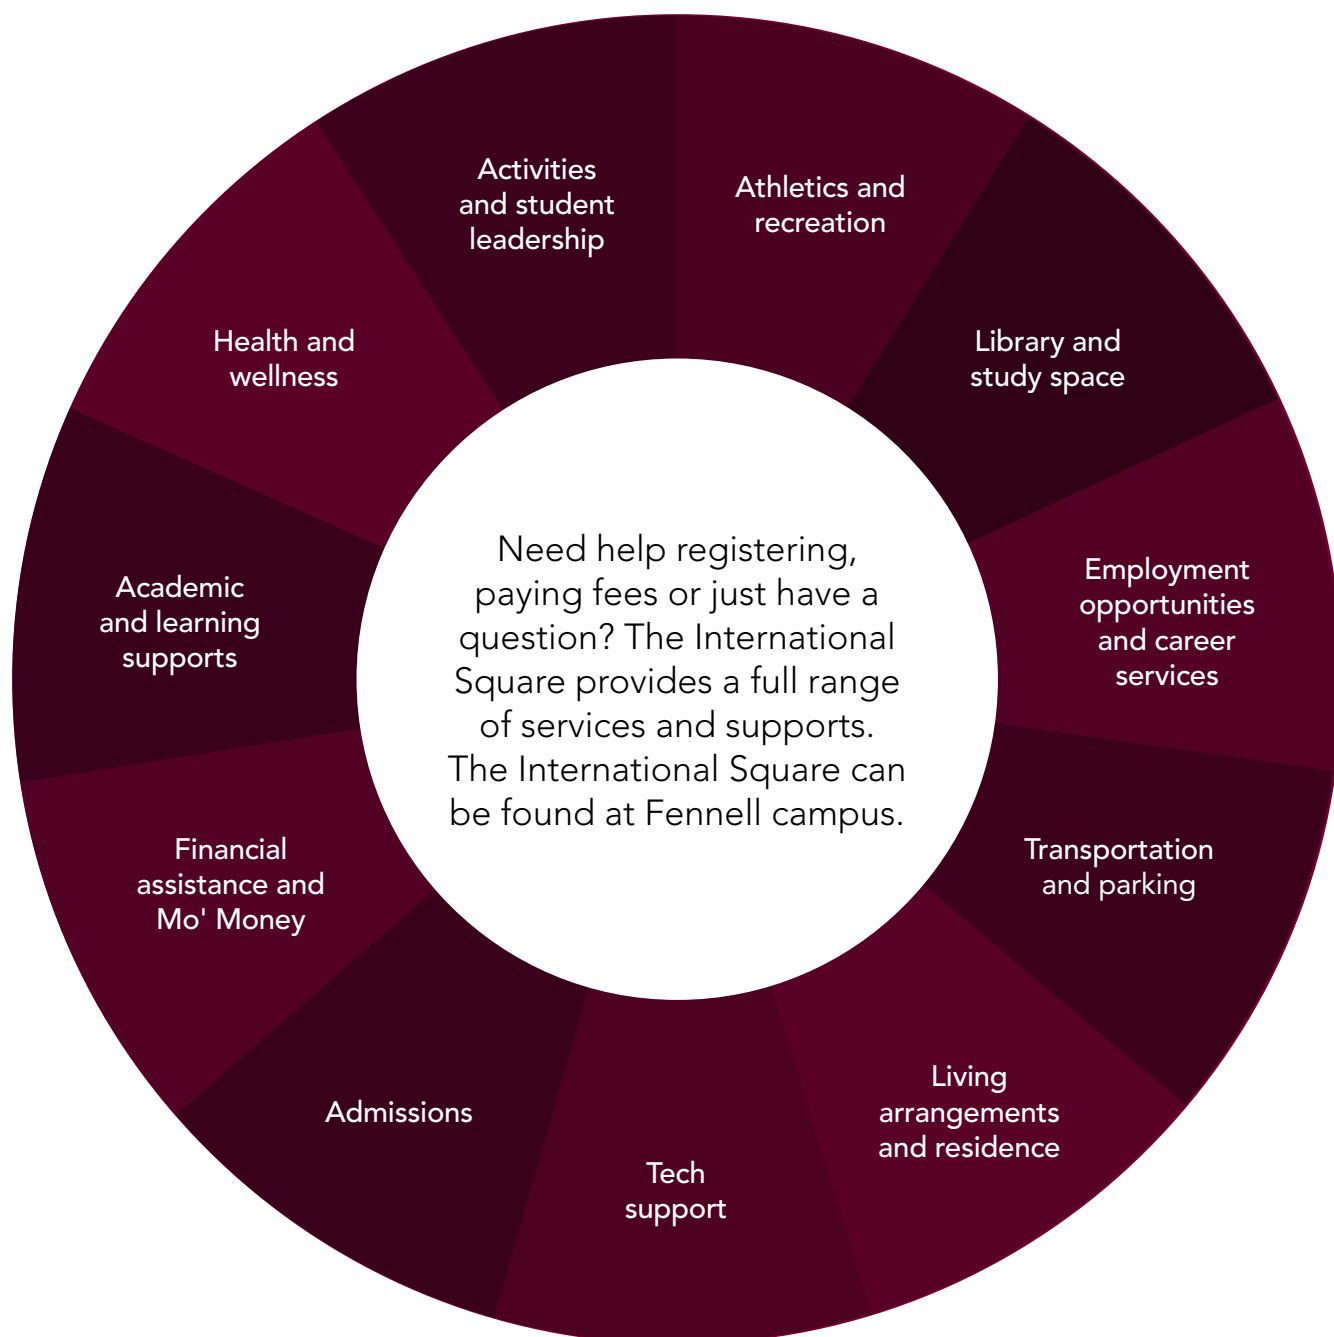 Activities
and student
leadership
Athletics and
recreation
Library and
study space
Employment
opportunities
and career
services
Transportation
and parking
Living
arrangements
and residence
Tech
support
Admissions
Financial
assistance and
Mo' Money
Academic
and learning
supports
Health and
wellness
Need help registering,
paying fees or just have a
question? The International
Square provides a full range
of services and supports.
The International Square can
be found at Fennell campus.